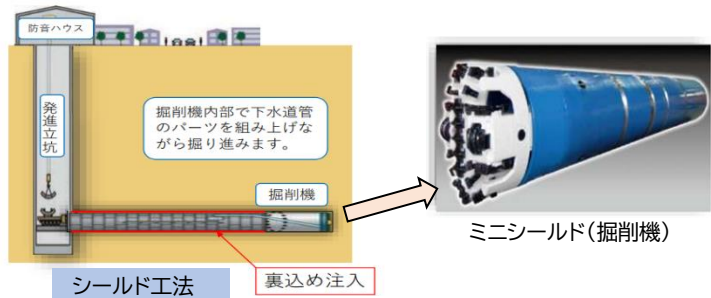 防音ハウス
発進立坑
掘削機内部で下水道管
のパーツを組み上げな
がら掘り進みます。
掘削機
ミニシールド(掘削機)
シールド工法
裏込め注入